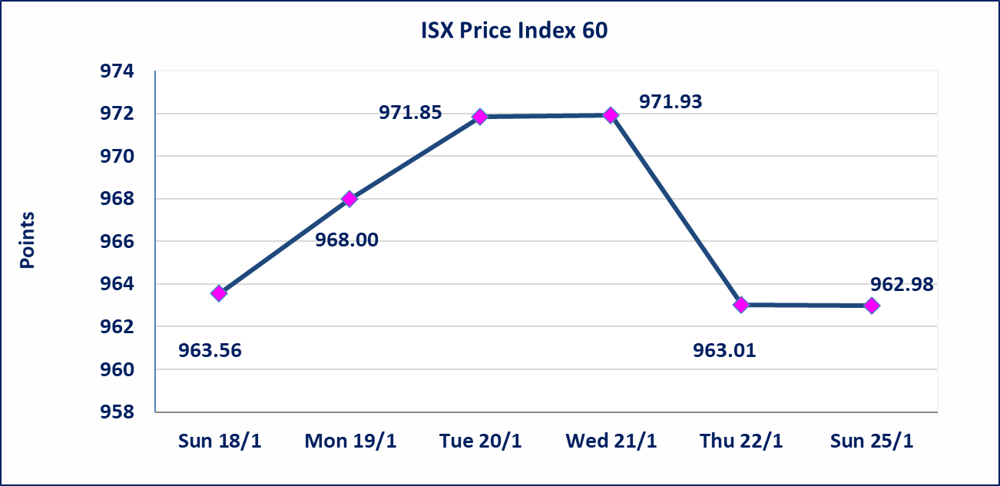 ISX Price Index 60
Points
974
972
970
968
966
964
962
960
958
963.56
968.00
971.85
971.93
963.01
962.98
Sun 18/1
Mon 19/1
Tue 20/1
Wed 21/1
Thu 22/1
Sun 25/1